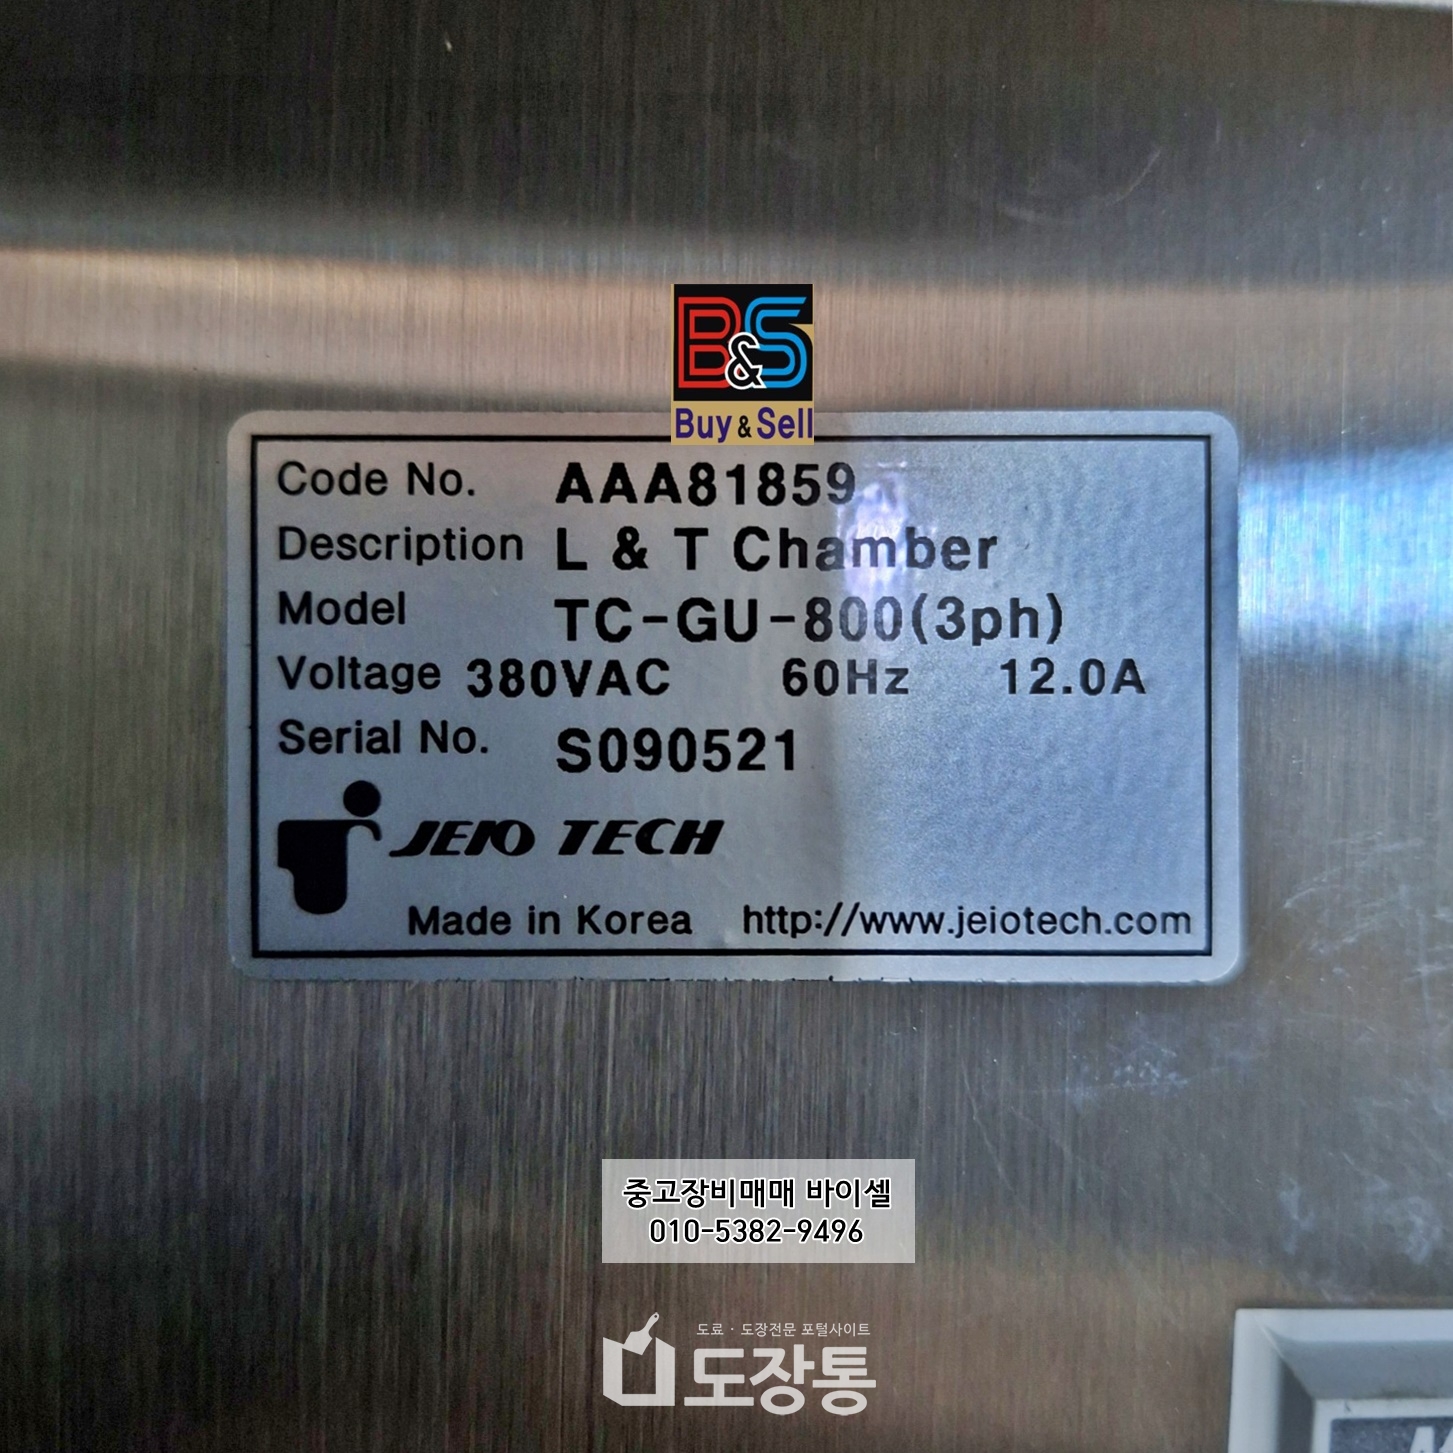 B&S
Buy & Sell
Code No. AAA81859
Description L & T Chamber
Model TC-GU-800(3ph)
Voltage 380VAC 60Hz 12.0A
Serial No. S090521
JEIO TECH
Made in Korea http://www.jeiotech.com
중고장비매매 바이셀
010-5382-9496
도료 · 도장전문 포털사이트
도장통